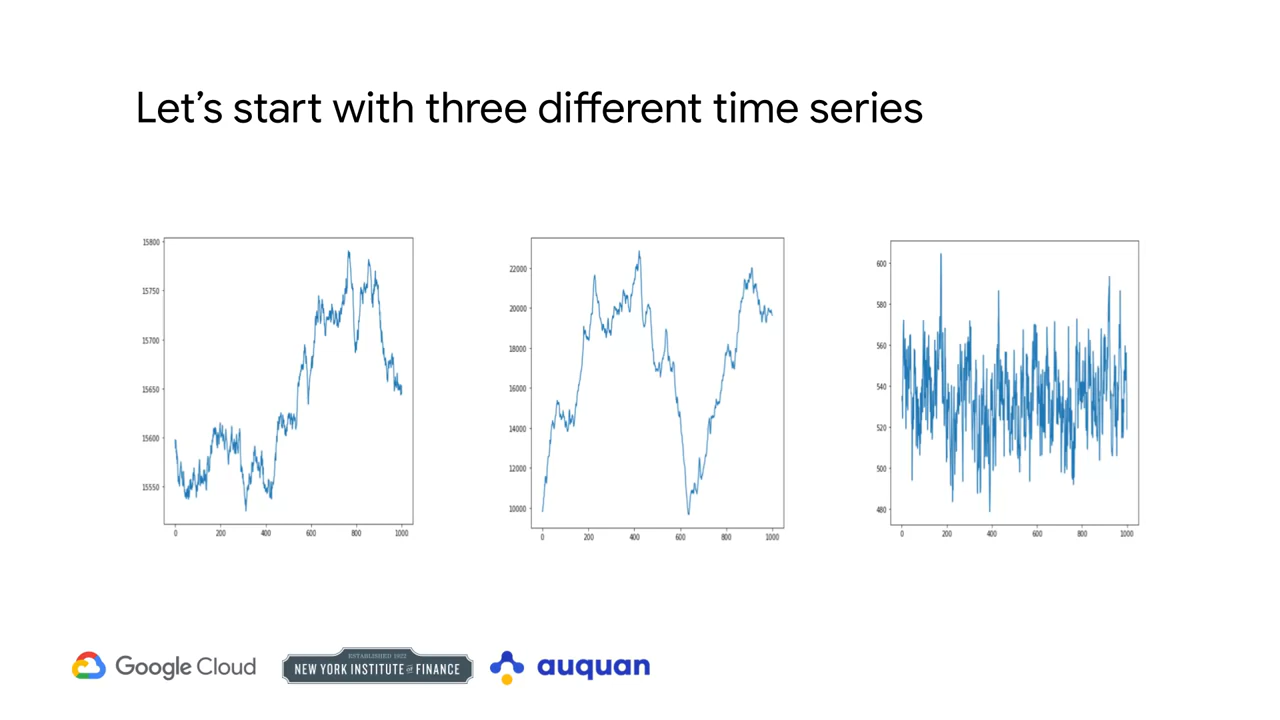 Let's start with three different time series
15800
15750
15700
15650
15600
15550
0 200 400 600 800 1000
22000
20000
18000
16000
14000
12000
10000
0 200 400 600 800 1000
600
580
560
540
520
500
480
0 200 400 600 800 1000
Google Cloud
ESTABLISHED 1922
NEW YORK INSTITUTE OF FINANCE
auquan